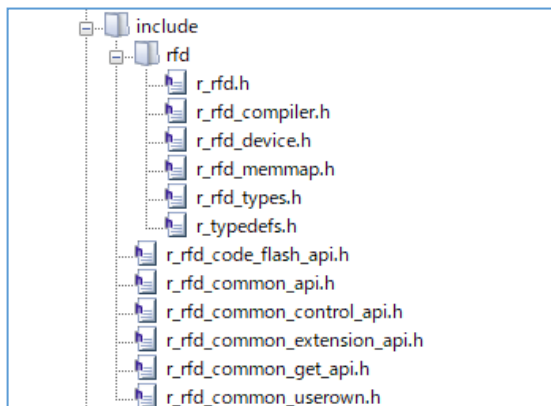 include
rfd
r_rfd.h
r_rfd_compiler.h
r_rfd_device.h
r_rfd_memmap.h
r_rfd_types.h
r_typedefs.h
r_rfd_code_flash_api.h
r_rfd_common_api.h
r_rfd_common_control_api.h
r_rfd_common_extension_api.h
r_rfd_common_get_api.h
r_rfd_common_userown.h